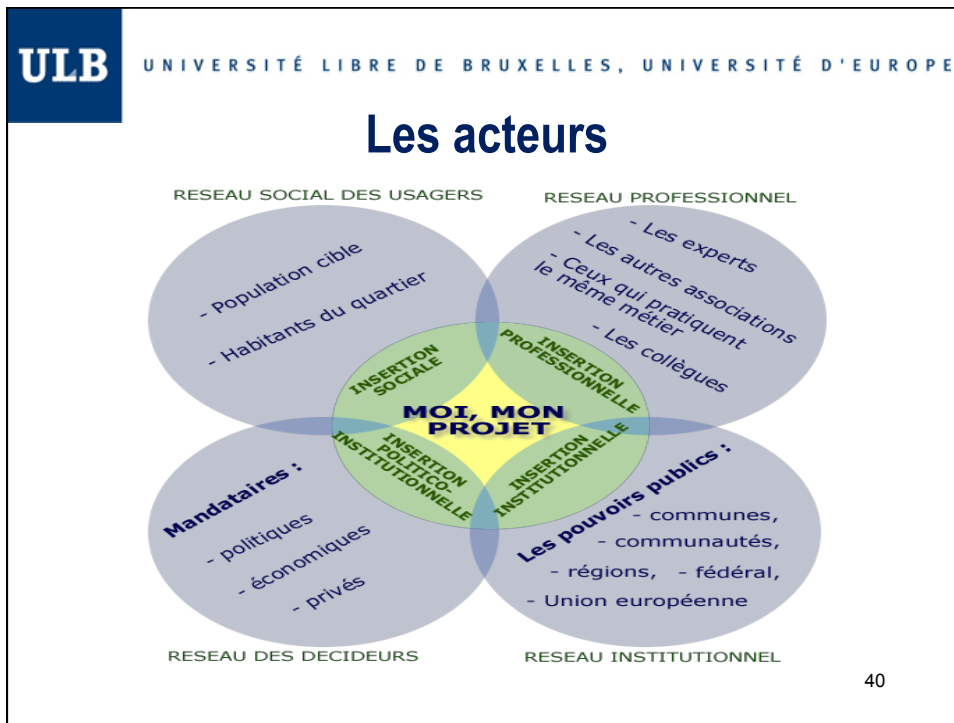 ULB
UNIVERSITÉ LIBRE DE BRUXELLES, UNIVERSITÉ D'EUROPE
Les acteurs
RESEAU SOCIAL DES USAGERS
- Population cible
- Habitants du quartier
RESEAU PROFESSIONNEL
- Les experts
- Les autres associations
- Ceux qui pratiquent
le même métier
- Les collègues
INSERTION
SOCIALE
INSERTION
PROFESSIONNELLE
MOI, MON
PROJET
INSERTION
POLITICO-
INSTITUTIONNELLE
INSERTION
INSTITUTIONNELLE
Mandataires :
- politiques
- économiques
- privés
RESEAU DES DECIDEURS
Les pouvoirs publics :
- communes,
- communautés,
- régions, - fédéral,
- Union européenne
RESEAU INSTITUTIONNEL
40